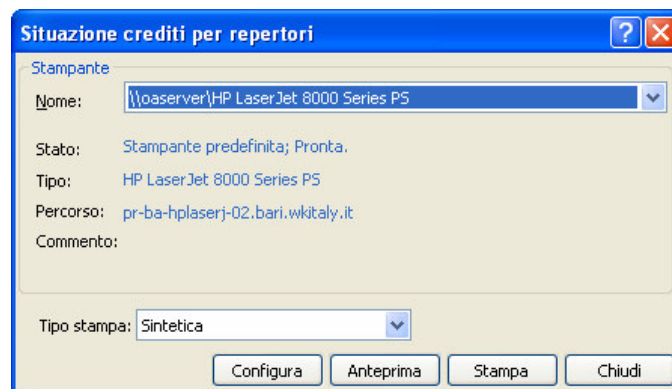 Situazione crediti per repertori
Stampante
Nome: \\oaserver\HP LaserJet 8000 Series PS
Stato: Stampante predefinita; Pronta.
Tipo: HP LaserJet 8000 Series PS
Percorso: pr-ba-hplaserj-02.bari.wkitaly.it
Commento:
Tipo stampa: Sintetica
Configura Anteprima Stampa Chiudi